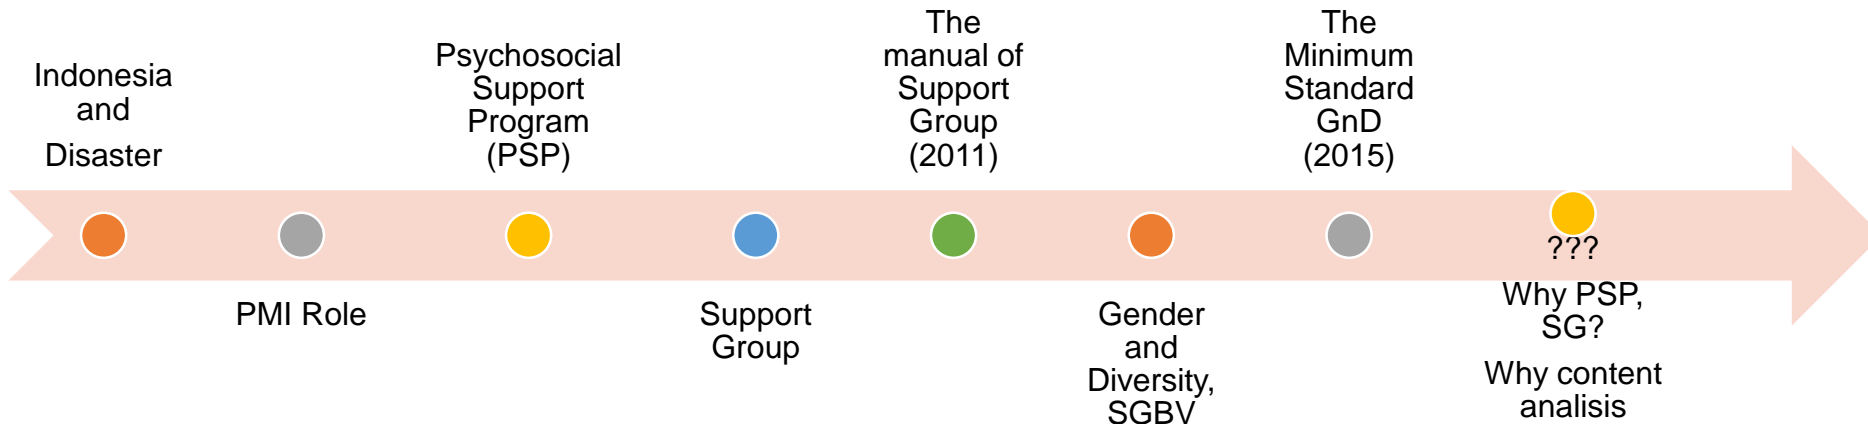 Indonesia
and
Disaster
PMI Role
Psychosocial
Support
Program
(PSP)
Support
Group
The
manual of
Support
Group
(2011)
Gender
and
Diversity,
SGBV
The
Minimum
Standard
GnD
(2015)
???
Why PSP,
SG?
Why content
analisis